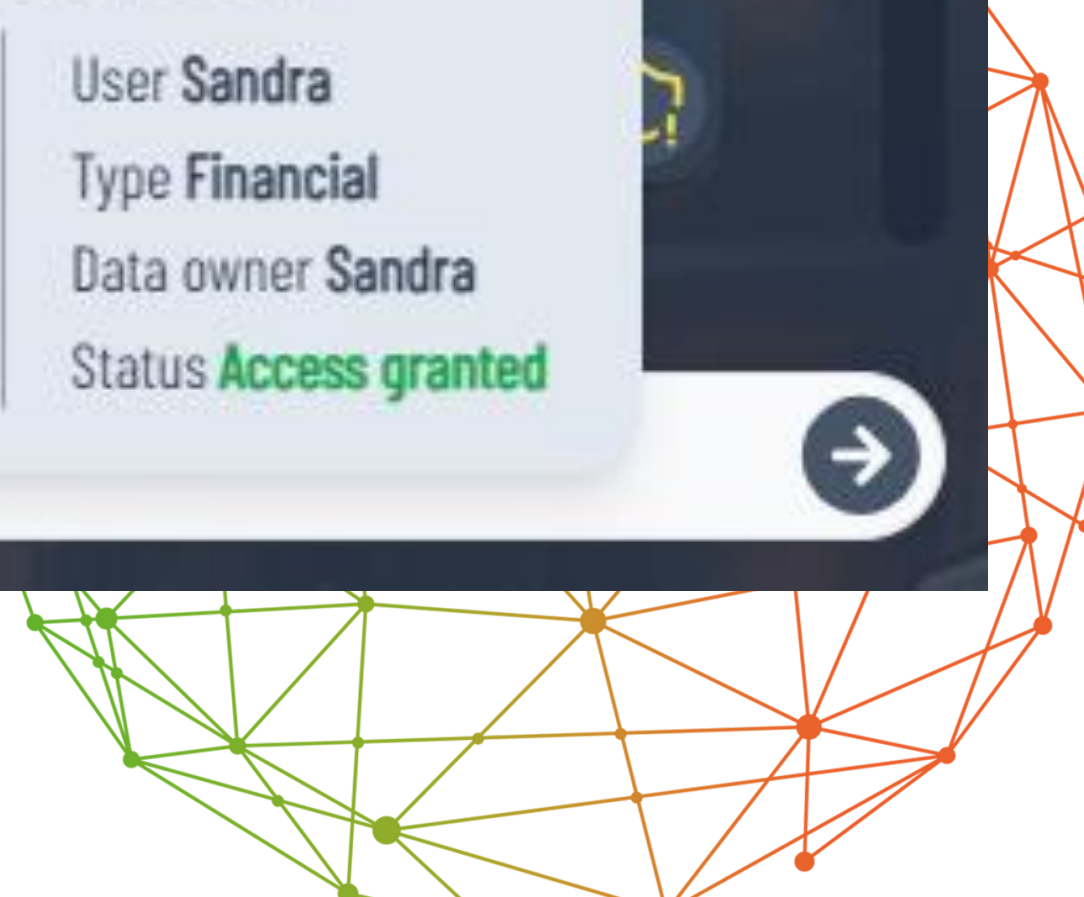 User Sandra
Type Financial
Data owner Sandra
Status Access granted